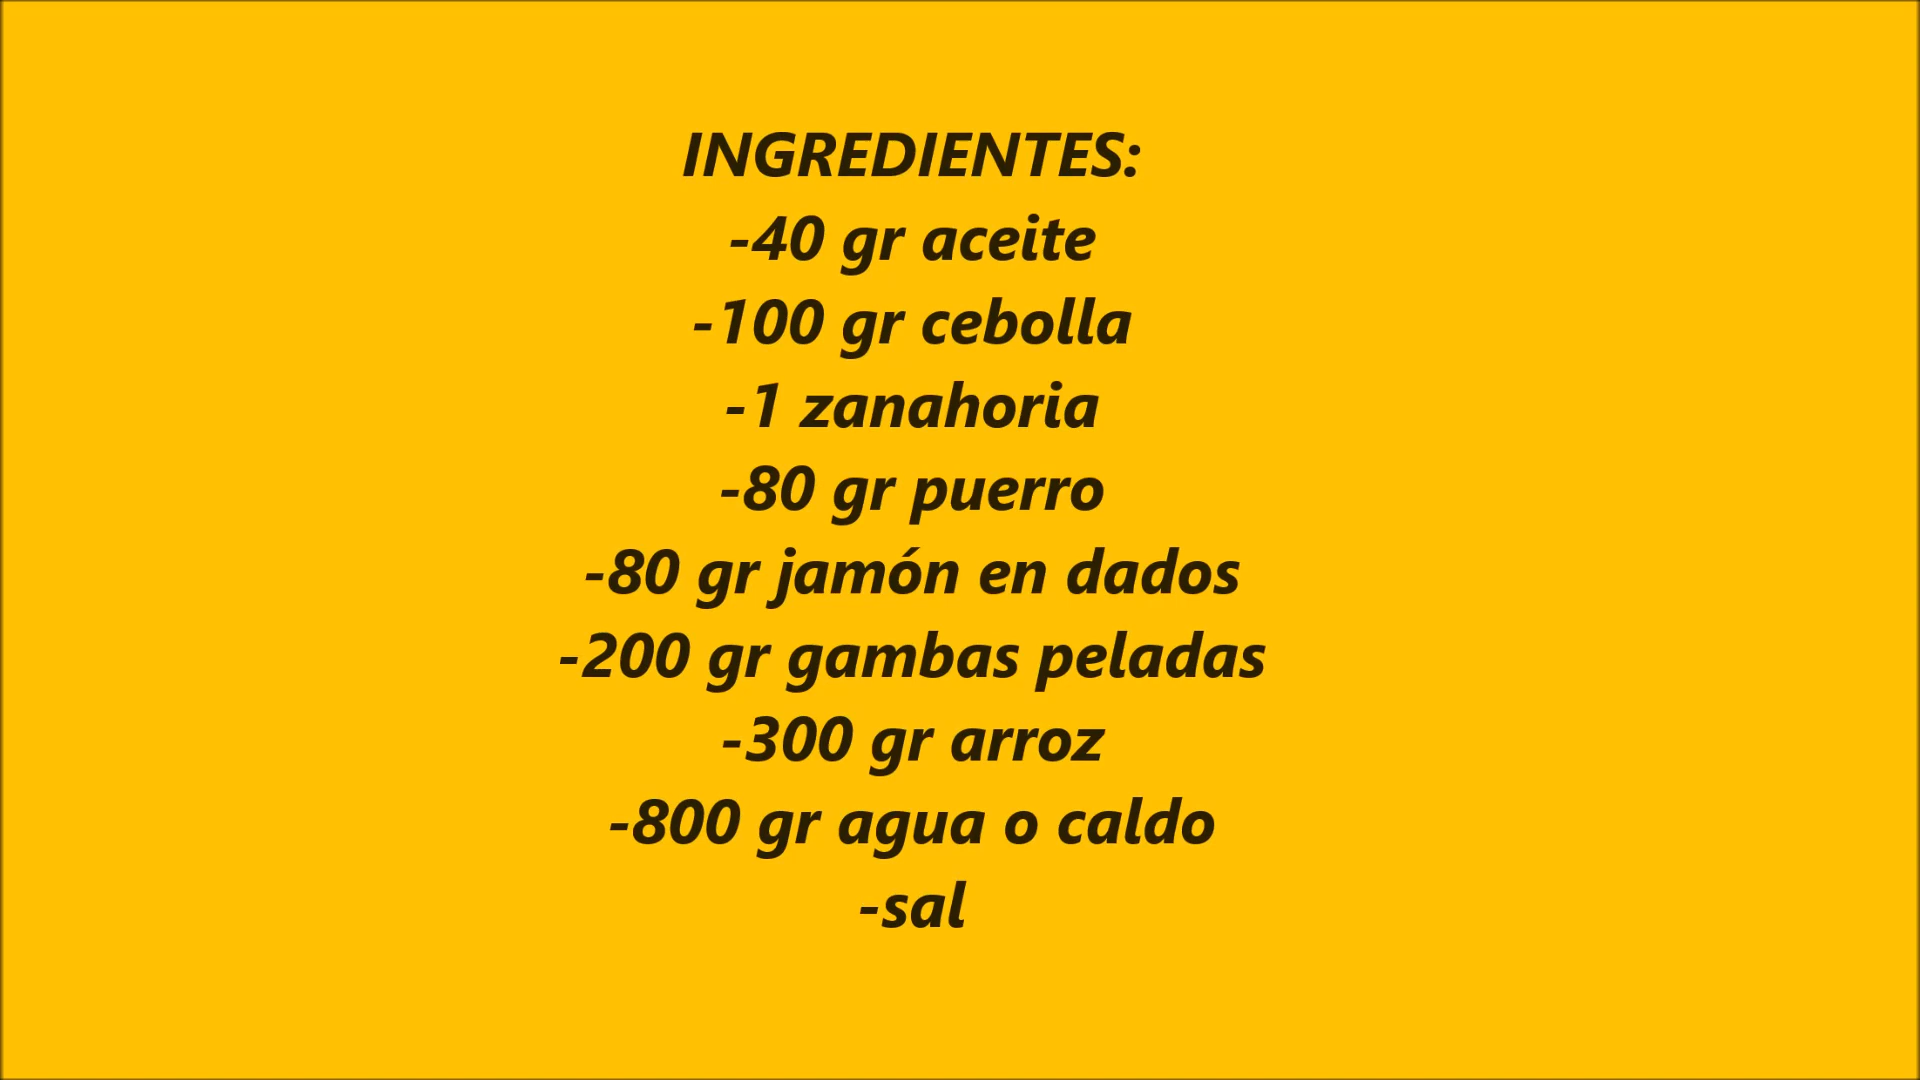 INGREDIENTES:
-40 gr aceite
-100 gr cebolla
-1 zanahoria
-80 gr puerro
-80 gr jamón en dados
-200 gr gambas peladas
-300 gr arroz
-800 gr agua o caldo
-sal